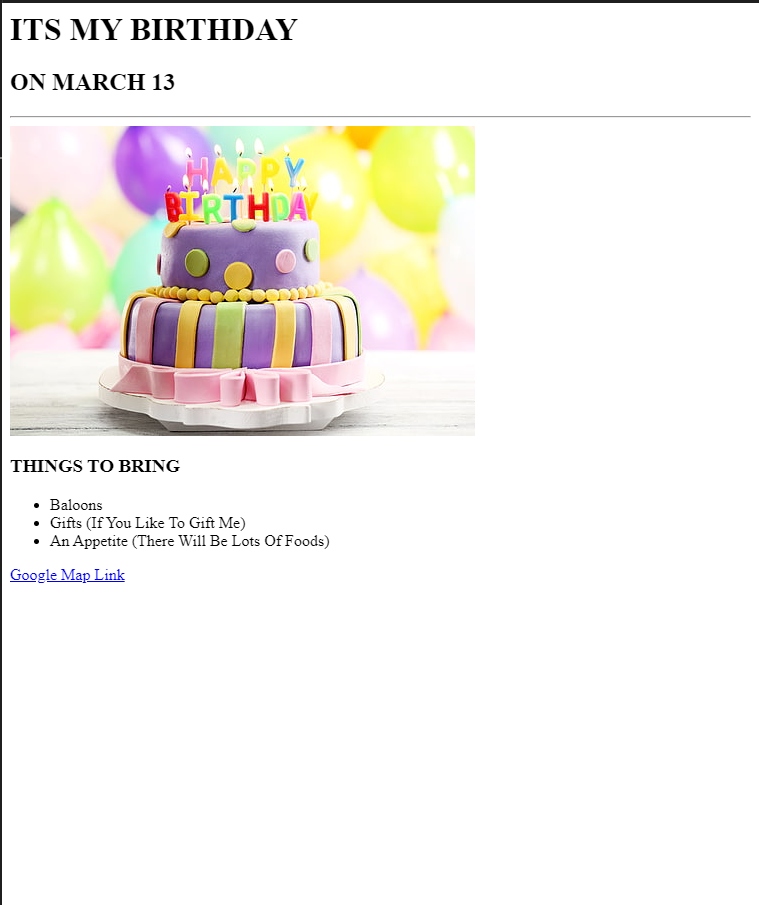 ITS MY BIRTHDAY
ON MARCH 13
HAPPY
BIRTHDAY
THINGS TO BRING
Baloons
Gifts (If You Like To Gift Me)
An Appetite (There Will Be Lots Of Foods)
Google Map Link